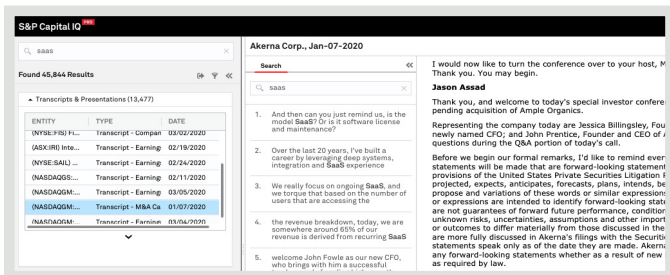 S&P Capital IQ PRO
saas
Found 45,844 Results
Transcripts & Presentations (13,477)
ENTITY TYPE DATE
(NYSE:FIS) Fi... Transcript - Compan 03/02/2020
(ASX:IRI) Inte... Transcript - Earning: 02/19/2020
(NYSE:SAIL) ... Transcript - Earning: 02/24/2020
(NASDAQGS:... Transcript - Earning: 02/11/2020
(NASDAQGM:... Transcript - Earning: 03/05/2020
(NASDAQCM:... Transcript - M&A Ca 01/07/2020
(NASDAQGM:... Transcript - Earning: 03/04/2020
Akerna Corp., Jan-07-2020
Search
saas
1. And then can you just remind us, is the
model SaaS? Or is it software license
and maintenance?
2. Over the last 20 years, I've built a
career by leveraging deep systems,
integration and SaaS experience
3. We really focus on ongoing SaaS, and
we torque that based on the number of
users that are accessing the
4. the revenue breakdown, today, we are
somewhere around 65% of our
revenue is derived from recurring SaaS
5. welcome John Fowle as our new CFO,
who brings with him a successful
I would now like to turn the conference over to your host, M
Thank you. You may begin.
Jason Assad
Thank you, and welcome to today's special investor conferen
pending acquisition of Ample Organics.
Representing the company today are Jessica Billingsley, Fou
newly named CFO; and John Prentice, Founder and CEO of A
questions during the Q&A portion of today's call.
Before we begin our formal remarks, I'd like to remind every
statements will be made that are forward-looking statement
provisions of the United States Private Securities Litigation R
projected, expects, anticipates, forecasts, plans, intends, be
propose and variations of these words or similar expression
or expressions are intended to identify forward-looking state
are not guarantees of forward future performance, conditions
unknown risks, uncertainties, assumptions and other import
or outcomes to differ materially from those discussed in the
are more fully discussed in Akerna's filings with the Securitie
statements speak only as of the date they are made. Akerna
any forward-looking statements whether as a result of new
as required by law.